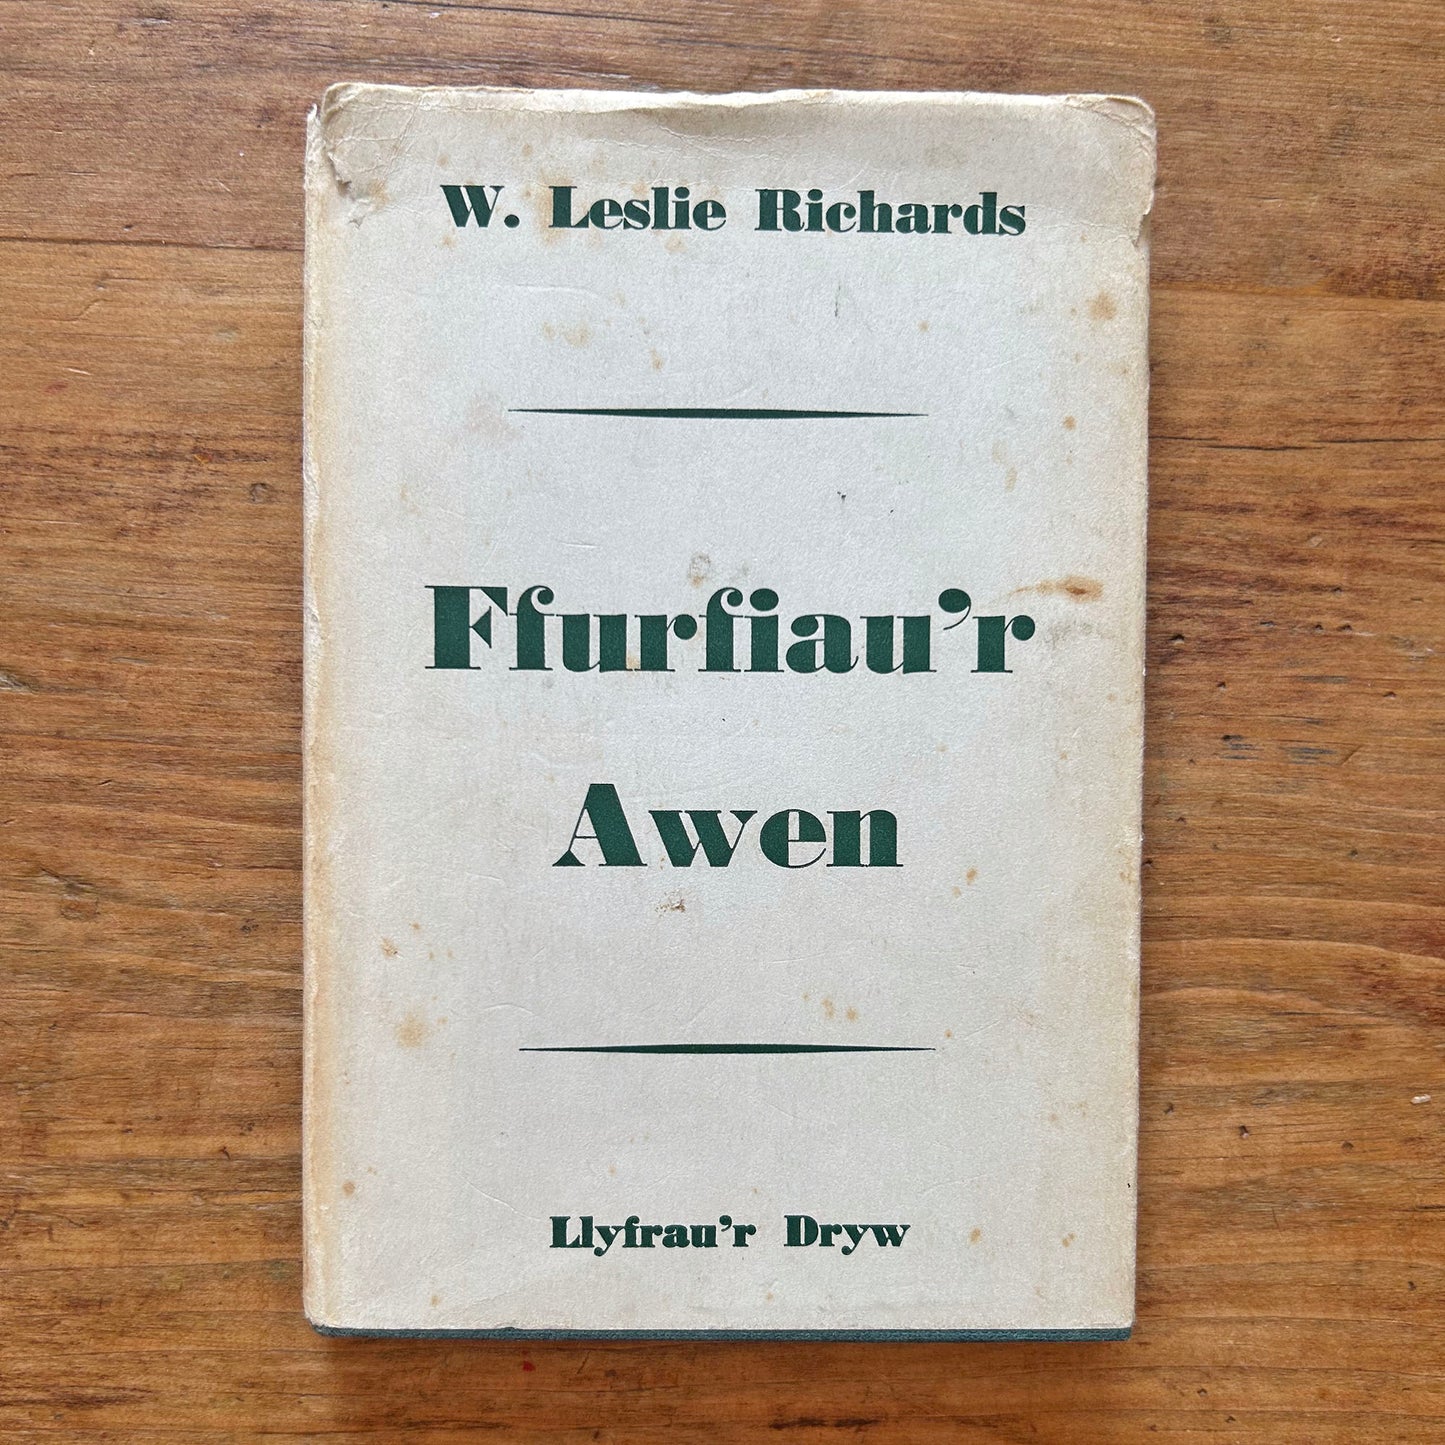 W. Leslie Richards
Ffurfiau'r
Awen
Llyfrau'r Dryw